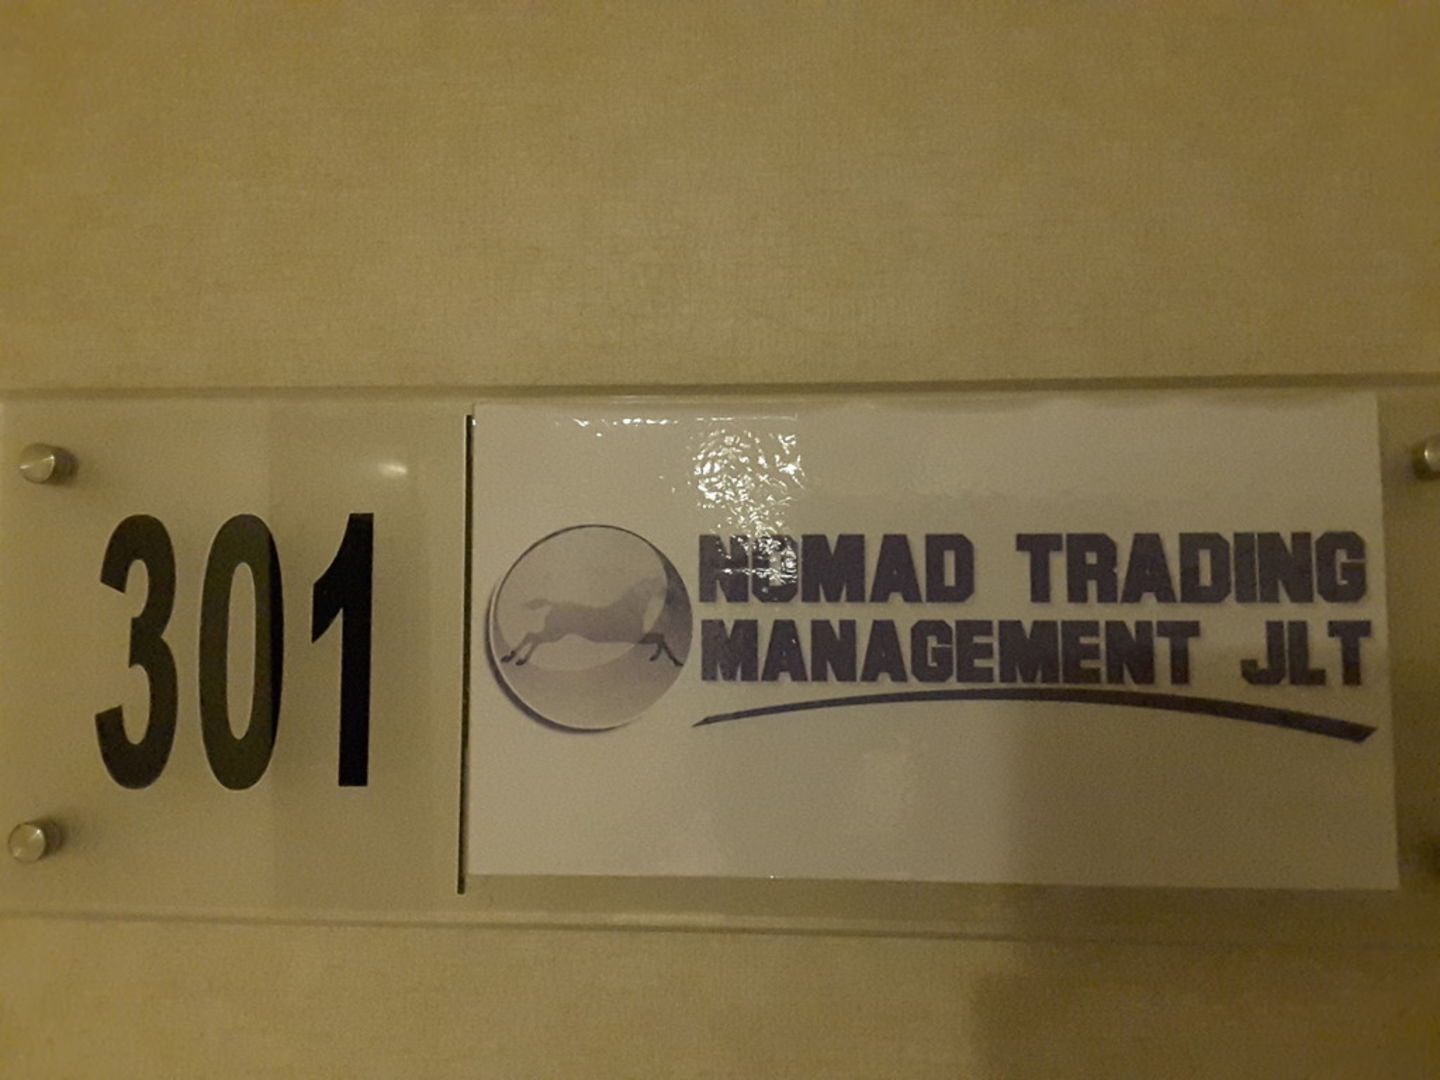 301
NOMAD TRADING
MANAGEMENT JLT